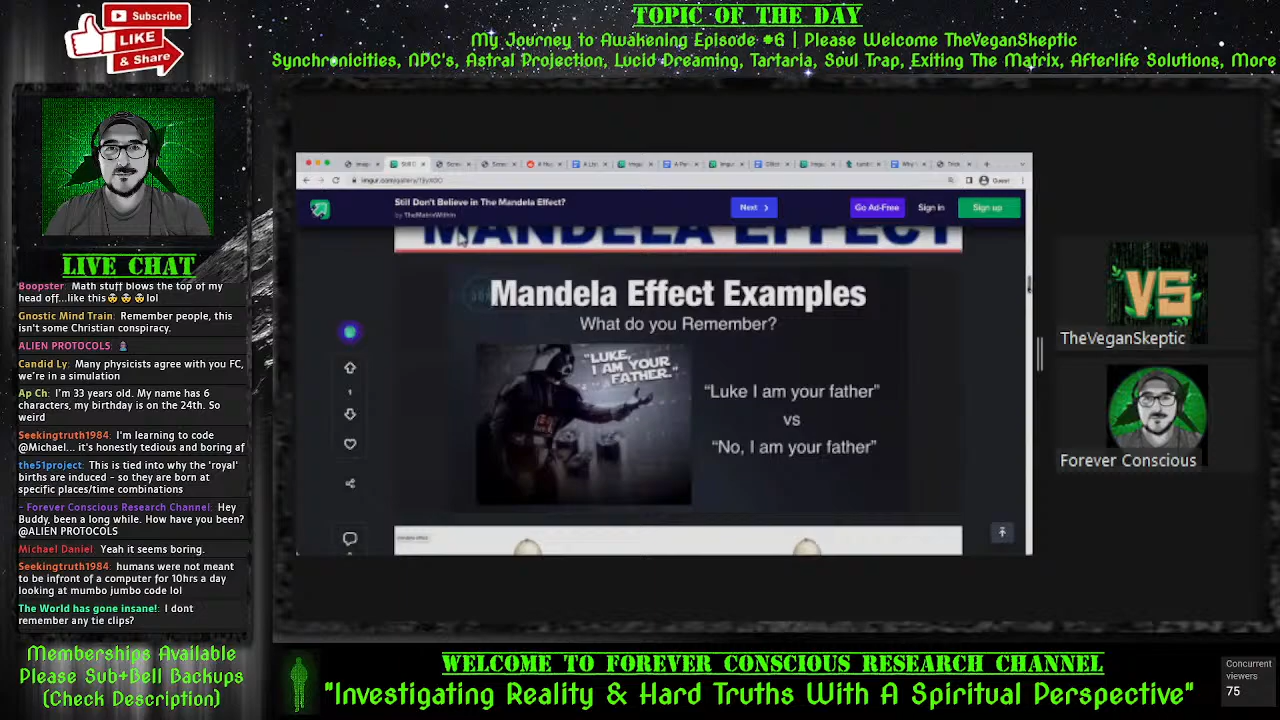 Subscribe
LIKE
& Share
TOPIC OF THE DAY
My Journey to Awakening Episode #6 | Please Welcome TheVeganSkeptic
Synchronicities, NPC's, Astral Projection, Lucid Dreaming, Tartaria, Soul Trap, Exiting The Matrix, Afterlife Solutions, More
LIVE CHAT
Boopster: Math stuff blows the top of my
head off...like this lol
Gnostic Mind Train: Remember people, this
isn't some Christian conspiracy.
ALIEN PROTOCOLS:
Candid Ly: Many physicists agree with you FC,
we're in a simulation
Ap Ch: I'm 33 years old. My name has 6
characters, my birthday is on the 24th. So
weird
Seekingtruth1984: I'm learning to code
@Michael... it's honestly tedious and boring af
the51project: This is tied into why the 'royal'
births are induced - so they are born at
specific places/time combinations
- Forever Conscious Research Channel: Hey
Buddy, been a long while. How have you been?
@ALIEN PROTOCOLS
Michael Daniel: Yeah it seems boring.
Seekingtruth1984: humans were not meant
to be infront of a computer for 10hrs a day
looking at mumbo jumbo code lol
The World has gone insane!: I dont
remember any tie clips?
Memberships Available
Please Sub+Bell Backups
(Check Description)
Guest
Still Don't Believe in The Mandela Effect?
by TheMatrixWithin
Next
Go Ad-Free
Sign in
Sign up
MANDELA EFFECT
Mandela Effect Examples
What do you Remember?
"LUKE,
I AM YOUR
FATHER."
“Luke I am your father”
vs
“No, I am your father”
1
VS
TheVeganSkeptic
Forever Conscious
WELCOME TO FOREVER CONSCIOUS RESEARCH CHANNEL
"Investigating Reality & Hard Truths With A Spiritual Perspective"
Concurrent
viewers
75